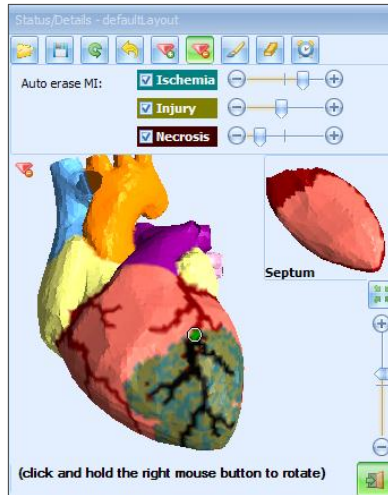 Status/Details - defaultLayout
Auto erase MI:
Ischemia
Injury
Necrosis
Septum
(click and hold the right mouse button to rotate)